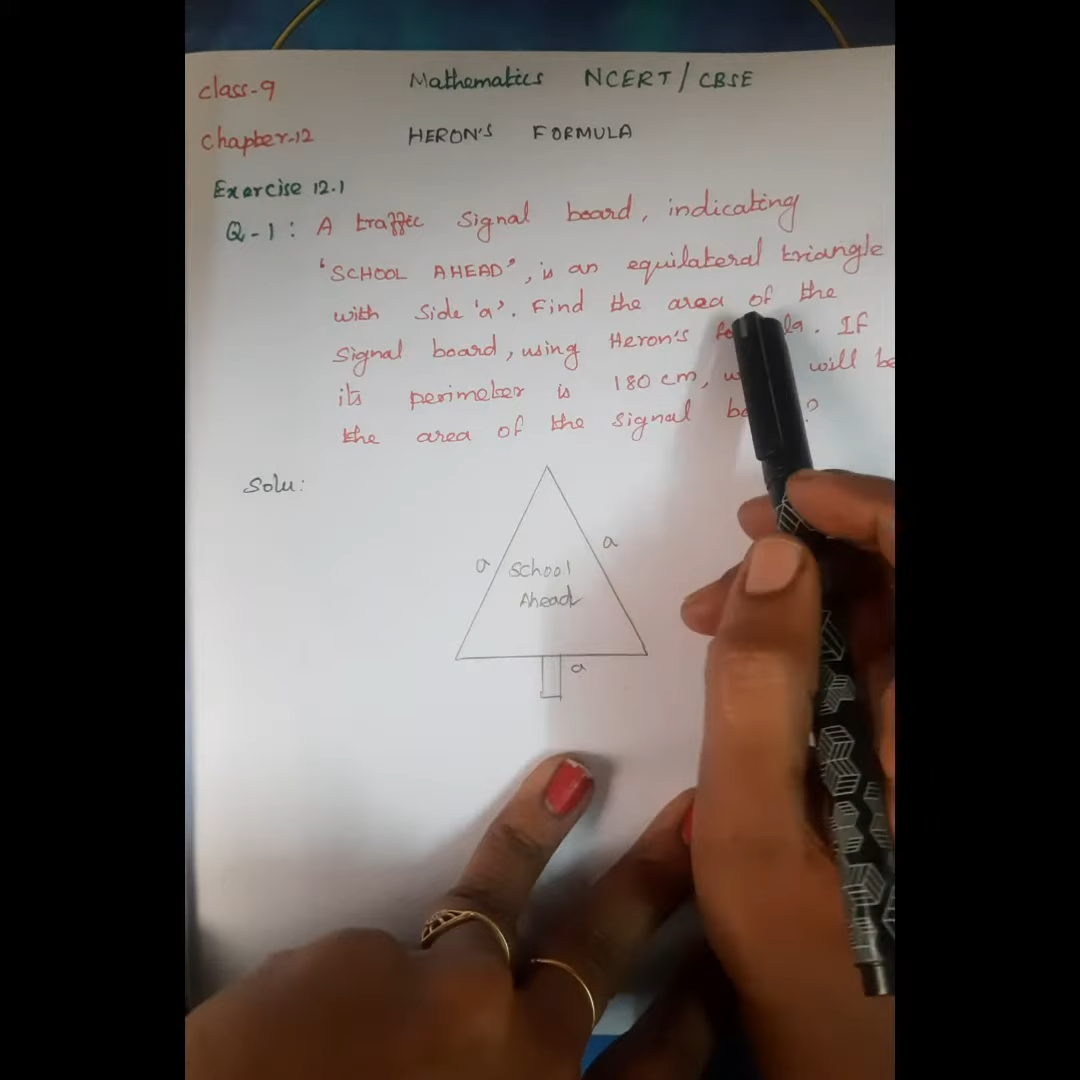 class-9 Mathematics NCERT / CBSE
Chapter-12 HERON'S FORMULA
Exercise 12.1
Q-1 : A traffic Signal board, indicating
'SCHOOL AHEAD', is an equilateral triangle
with Side 'a'. Find the area of the
Signal board, using Heron's . If
its perimeter is 180 cm, will be
the area of the signal ?
Solu:
a
a
School
Ahead
a